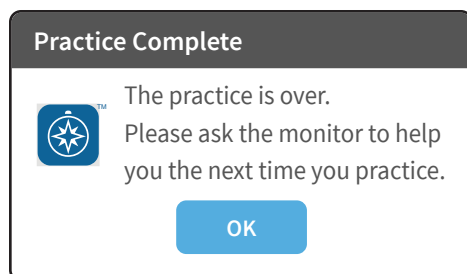 Practice Complete
TM
The practice is over.
Please ask the monitor to help
you the next time you practice.
OK